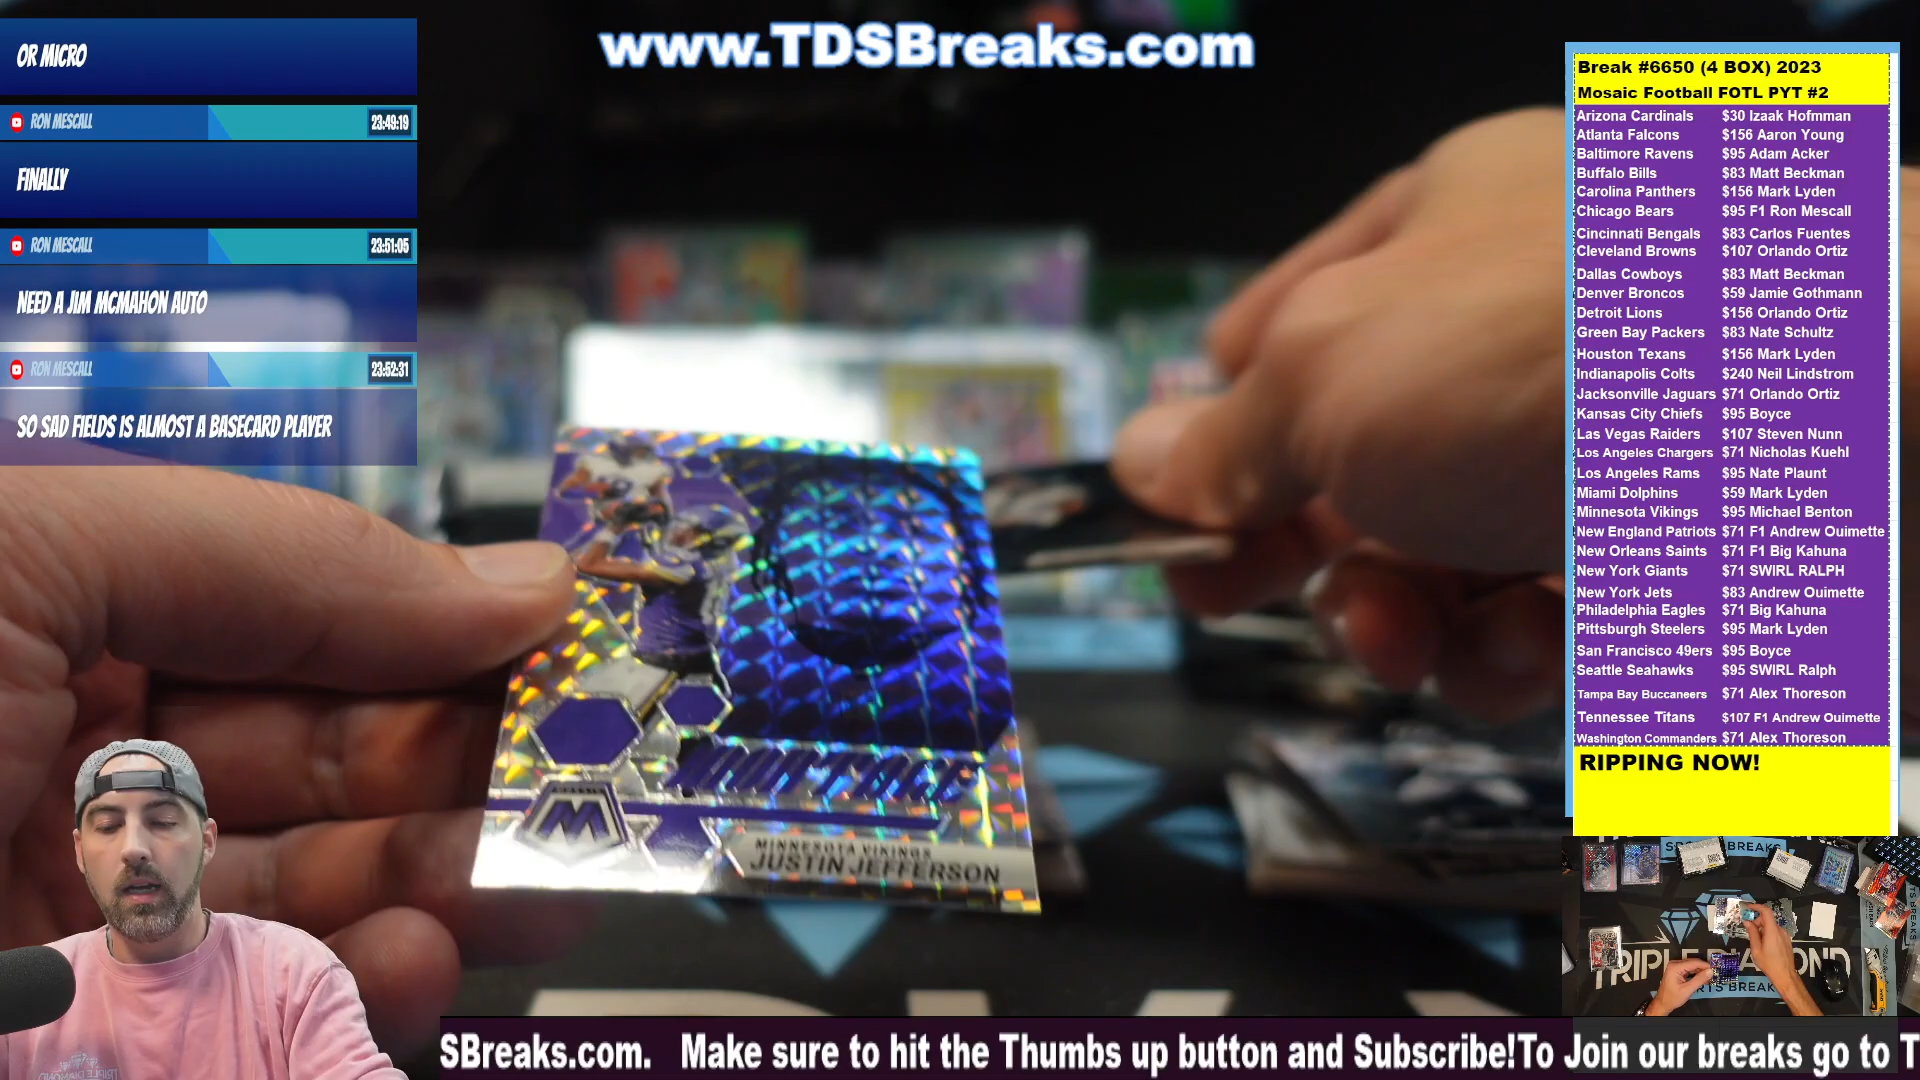 OR MICRO
RON MESCALL 23:49:19
FINALLY
RON MESCALL 23:51:05
NEED A JIM MCMAHON AUTO
RON MESCALL 23:52:31
SO SAD FIELDS IS ALMOST A BASECARD PLAYER
www.TDSBreaks.com
Break #6650 (4 BOX) 2023
Mosaic Football FOTL PYT #2
Arizona Cardinals $30 Izaak Hofmman
Atlanta Falcons $156 Aaron Young
Baltimore Ravens $95 Adam Acker
Buffalo Bills $83 Matt Beckman
Carolina Panthers $156 Mark Lyden
Chicago Bears $95 F1 Ron Mescall
Cincinnati Bengals $83 Carlos Fuentes
Cleveland Browns $107 Orlando Ortiz
Dallas Cowboys $83 Matt Beckman
Denver Broncos $59 Jamie Gothmann
Detroit Lions $156 Orlando Ortiz
Green Bay Packers $83 Nate Schultz
Houston Texans $156 Mark Lyden
Indianapolis Colts $240 Neil Lindstrom
Jacksonville Jaguars $71 Orlando Ortiz
Kansas City Chiefs $95 Boyce
Las Vegas Raiders $107 Steven Nunn
Los Angeles Chargers $71 Nicholas Kuehl
Los Angeles Rams $95 Nate Plaunt
Miami Dolphins $59 Mark Lyden
Minnesota Vikings $95 Michael Benton
New England Patriots $71 F1 Andrew Ouimette
New Orleans Saints $71 F1 Big Kahuna
New York Giants $71 SWIRL RALPH
New York Jets $83 Andrew Ouimette
Philadelphia Eagles $71 Big Kahuna
Pittsburgh Steelers $95 Mark Lyden
San Francisco 49ers $95 Boyce
Seattle Seahawks $95 SWIRL Ralph
Tampa Bay Buccaneers $71 Alex Thoreson
Tennessee Titans $107 F1 Andrew Ouimette
Washington Commanders $71 Alex Thoreson
RIPPING NOW!
MINNESOTA VIKINGS
JUSTIN JEFFERSON
TRIPLE DIAMOND
SBreaks.com. Make sure to hit the Thumbs up button and Subscribe!To Join our breaks go to T